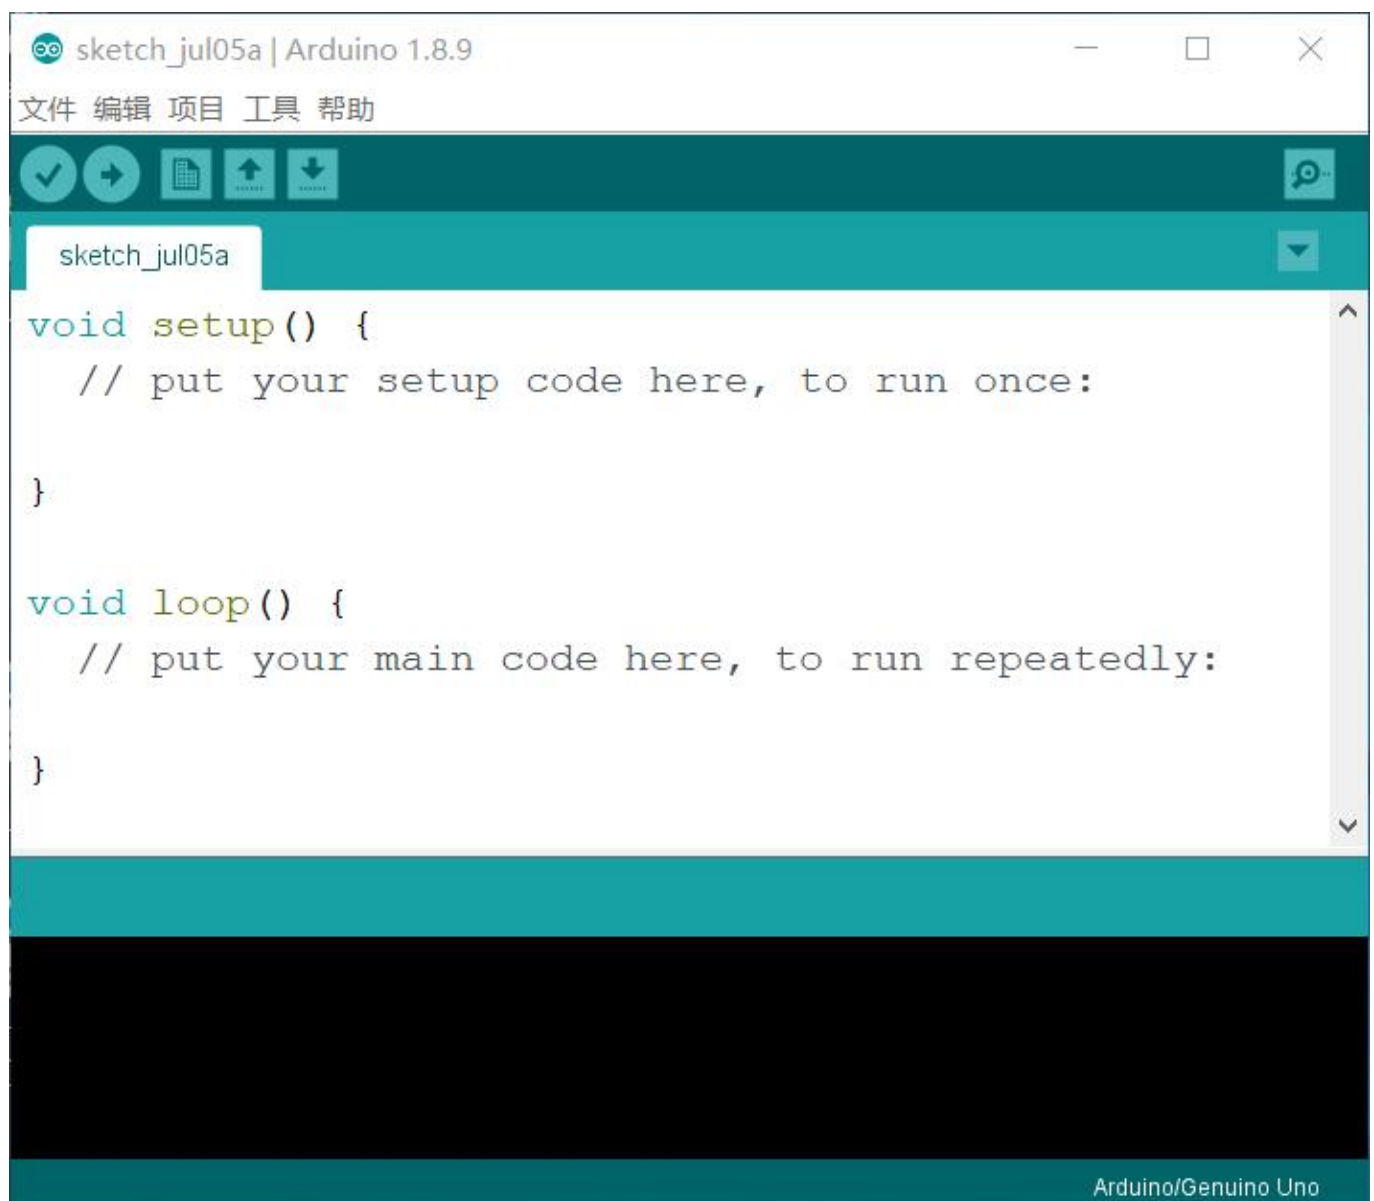 sketch_jul05a | Arduino 1.8.9
文件 编辑 项目 工具 帮助
sketch_jul05a
void setup() {
  // put your setup code here, to run once:
}
void loop() {
  // put your main code here, to run repeatedly:
}
Arduino/Genuino Uno